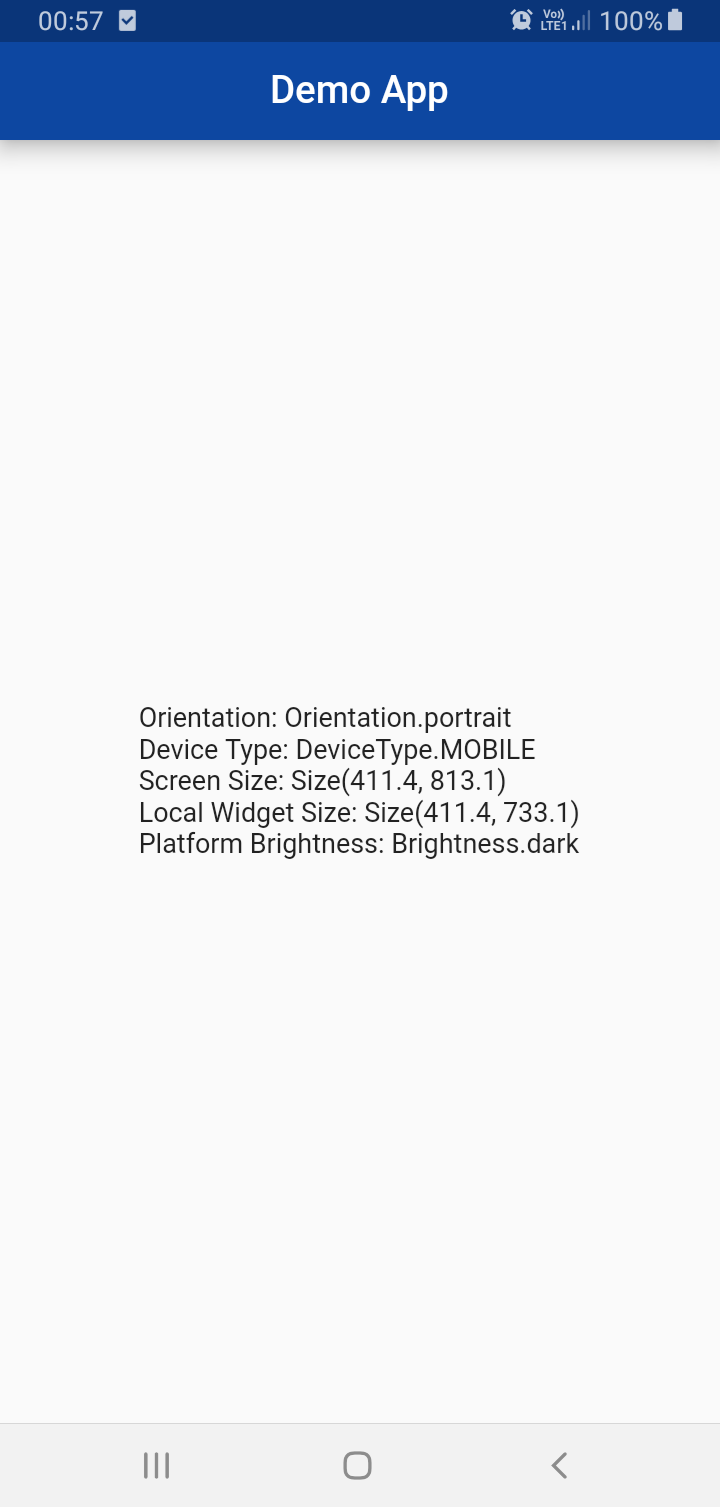 00:57
Vo)) LTE1 100%
Demo App
Orientation: Orientation.portrait
Device Type: DeviceType.MOBILE
Screen Size: Size(411.4, 813.1)
Local Widget Size: Size(411.4, 733.1)
Platform Brightness: Brightness.dark